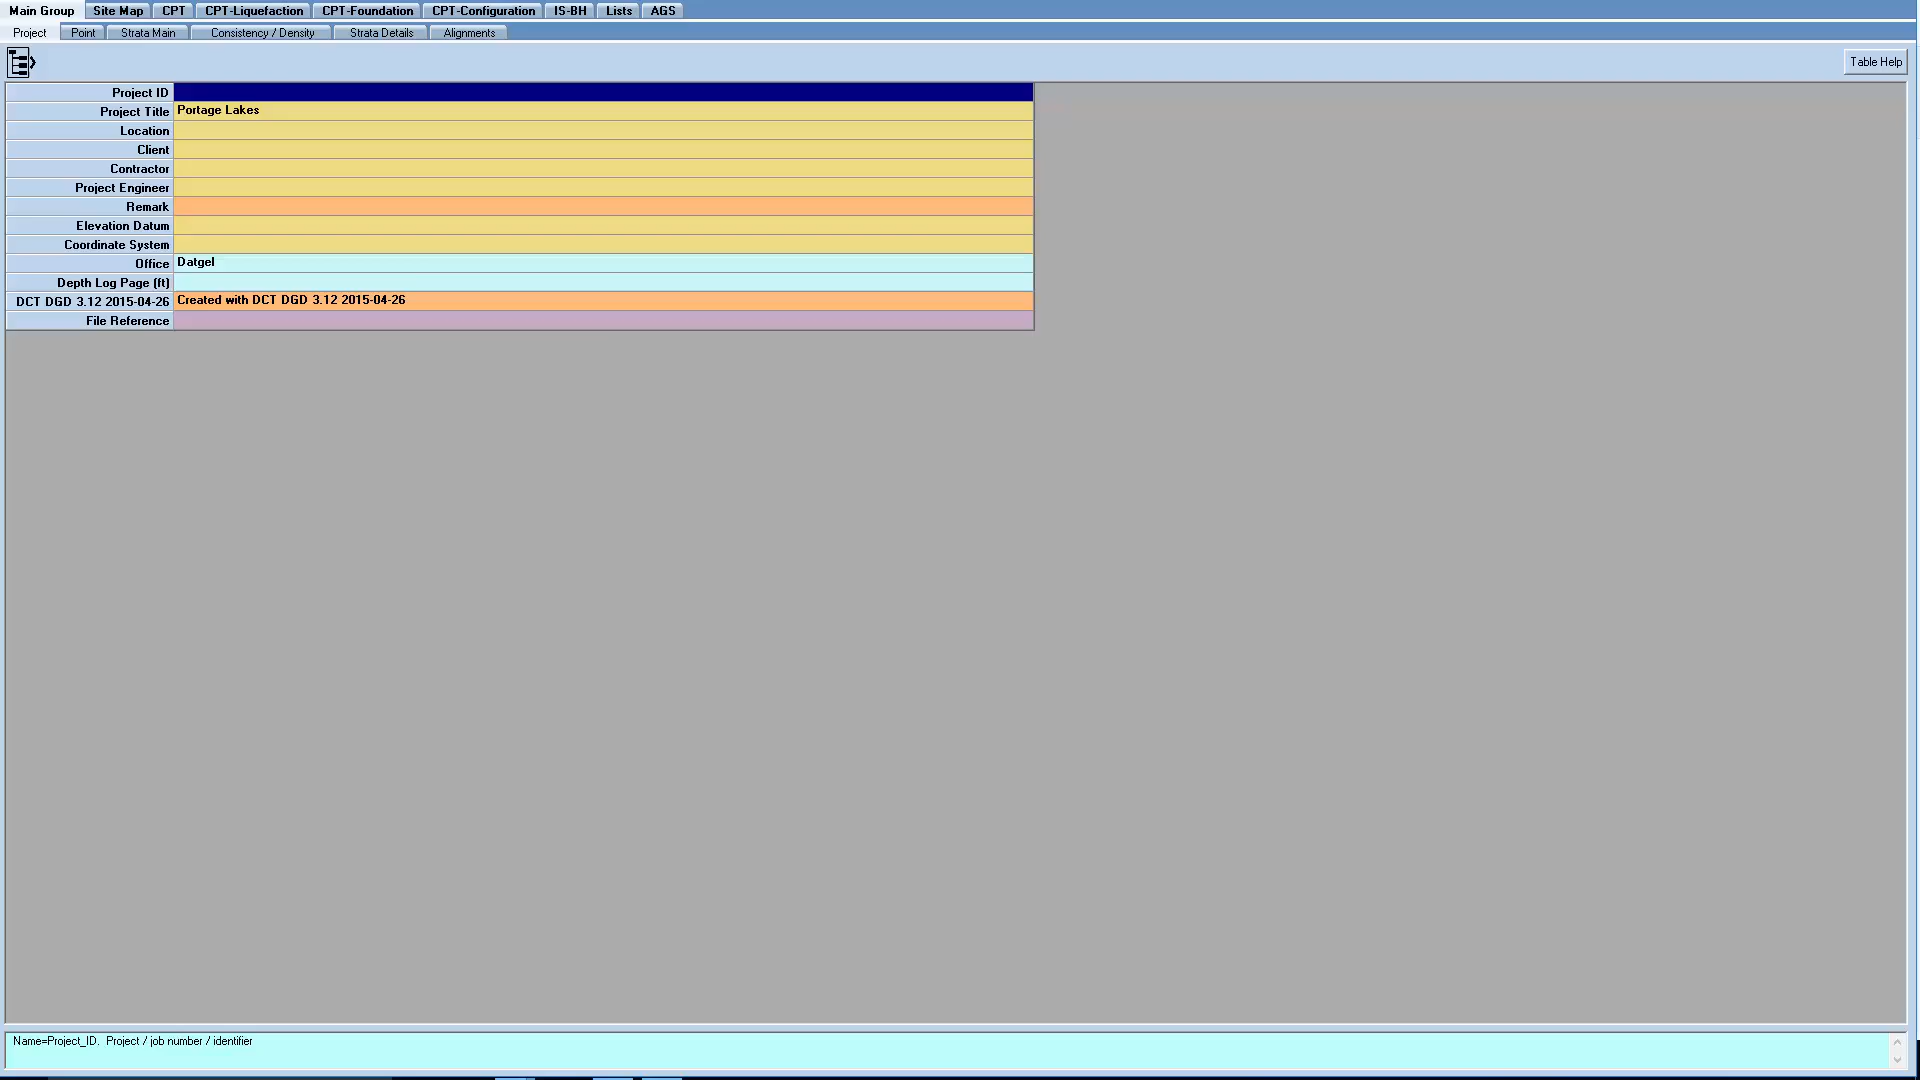 Main Group Site Map CPT CPT-Liquefaction CPT-Foundation CPT-Configuration IS-BH Lists AGS
Project Point Strata Main Consistency / Density Strata Details Alignments
Table Help
Project ID
Project Title Portage Lakes
Location
Client
Contractor
Project Engineer
Remark
Elevation Datum
Coordinate System
Office Datgel
Depth Log Page (ft)
DCT DGD 3.12 2015-04-26 Created with DCT DGD 3.12 2015-04-26
File Reference
Name=Project_ID. Project / job number / identifier